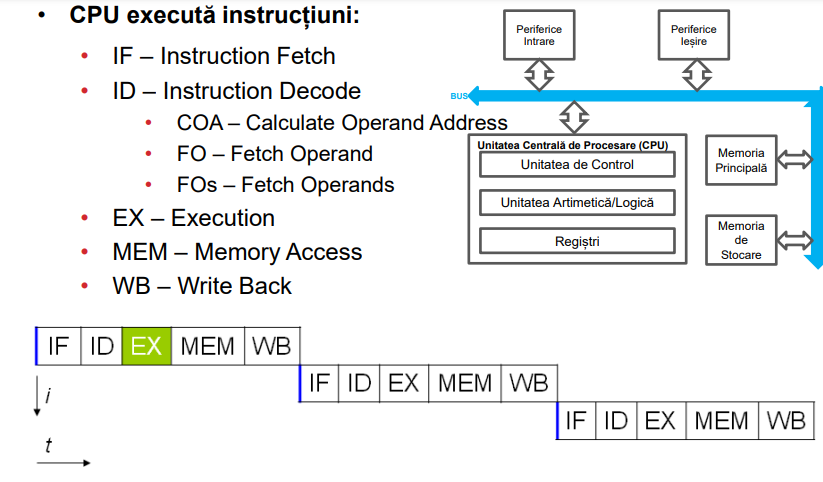 • CPU execută instrucțiuni:
• IF – Instruction Fetch
• ID – Instruction Decode
• COA – Calculate Operand Address
• FO – Fetch Operand
• FOs – Fetch Operands
• EX – Execution
• MEM – Memory Access
• WB – Write Back
Periferice
Intrare
Periferice
Ieșire
BUS
Unitatea Centrală de Procesare (CPU)
Unitatea de Control
Unitatea Artimetică/Logică
Regiștri
Memoria
Principală
Memoria
de
Stocare
IF ID EX MEM WB
IF ID EX MEM WB
IF ID EX MEM WB
i
t